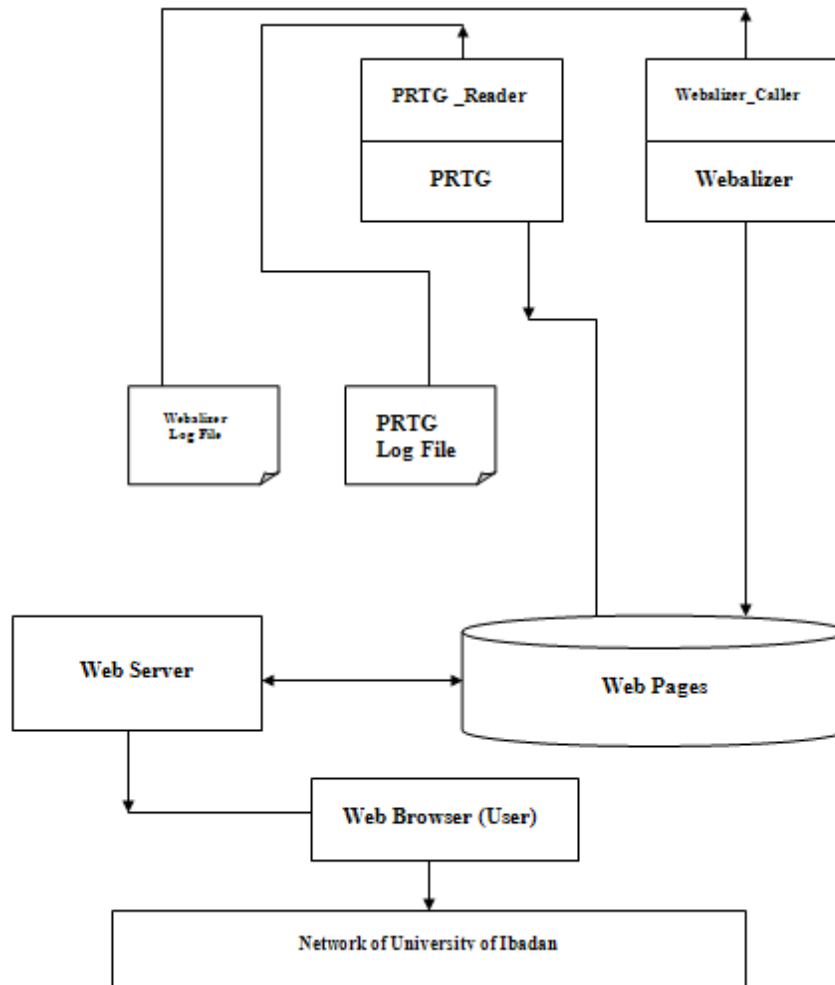 PRTG _Reader
Webalizer_Caller
PRTG
Webalizer
Webalizer
Log File
PRTG
Log File
Web Server
Web Pages
Web Browser (User)
Network of University of Ibadan